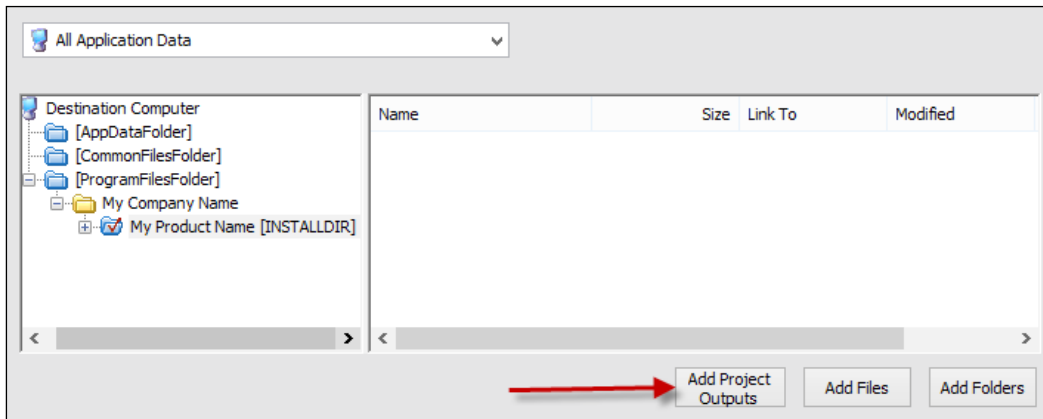 All Application Data
Destination Computer
[AppDataFolder]
[CommonFilesFolder]
[ProgramFilesFolder]
My Company Name
My Product Name [INSTALLDIR]
Name Size Link To Modified
Add Project
Outputs
Add Files
Add Folders